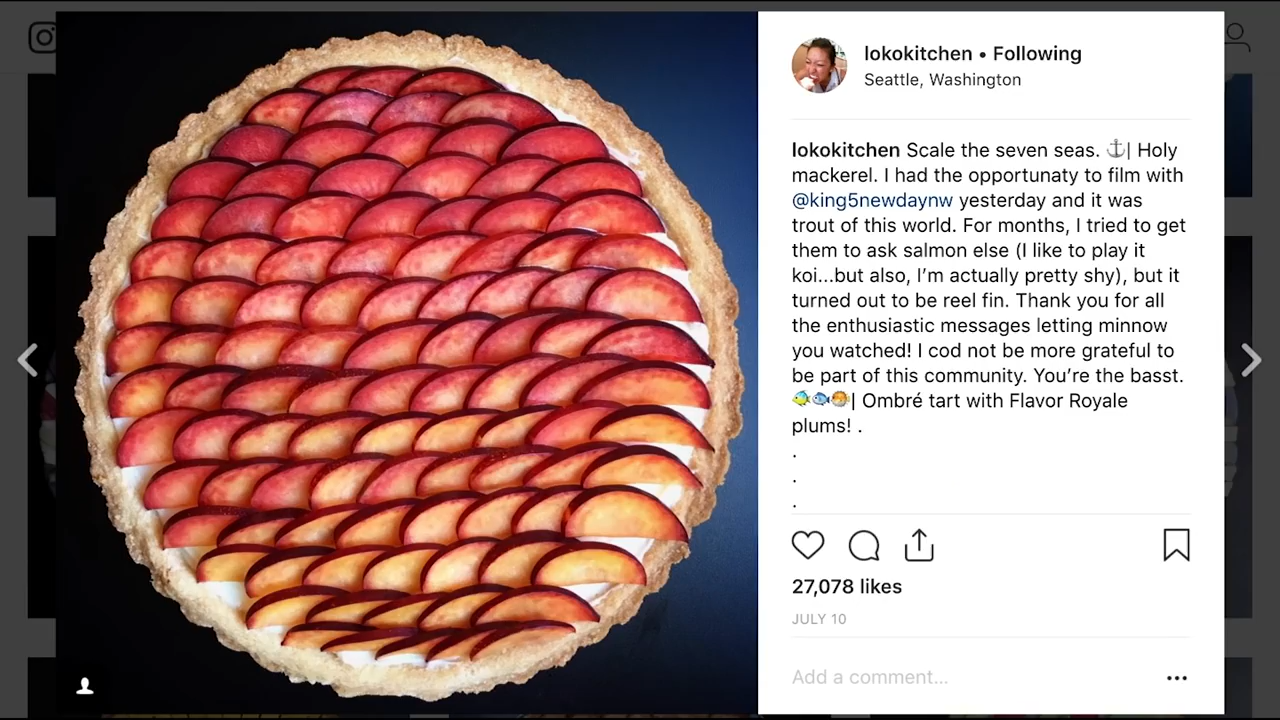 lokokitchen • Following
Seattle, Washington
lokokitchen Scale the seven seas. ⚓| Holy
mackerel. I had the opportunaty to film with
@king5newdaynw yesterday and it was
trout of this world. For months, I tried to get
them to ask salmon else (I like to play it
koi...but also, I’m actually pretty shy), but it
turned out to be reel fin. Thank you for all
the enthusiastic messages letting minnow
you watched! I cod not be more grateful to
be part of this community. You’re the basst.
🐠🐟🐡| Ombré tart with Flavor Royale
plums! .
.
.
.
27,078 likes
JULY 10
Add a comment...